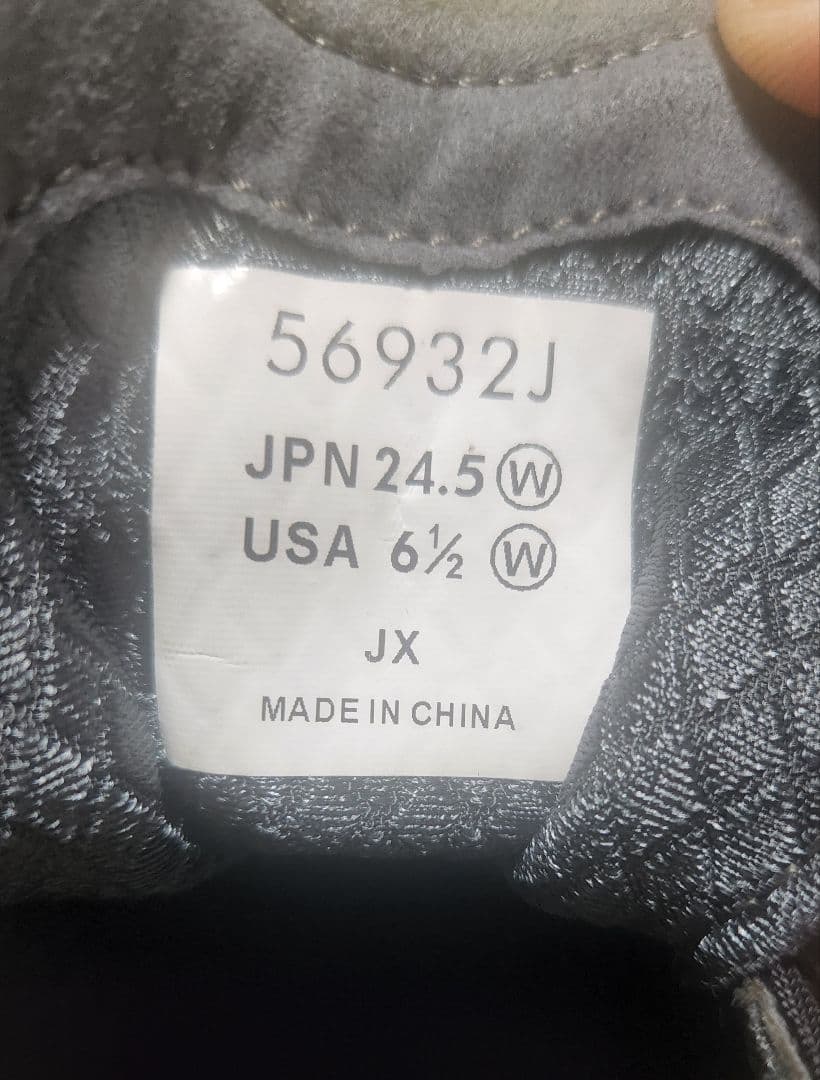 56932J
JPN 24.5 Ⓦ
USA 6½ Ⓦ
JX
MADE IN CHINA